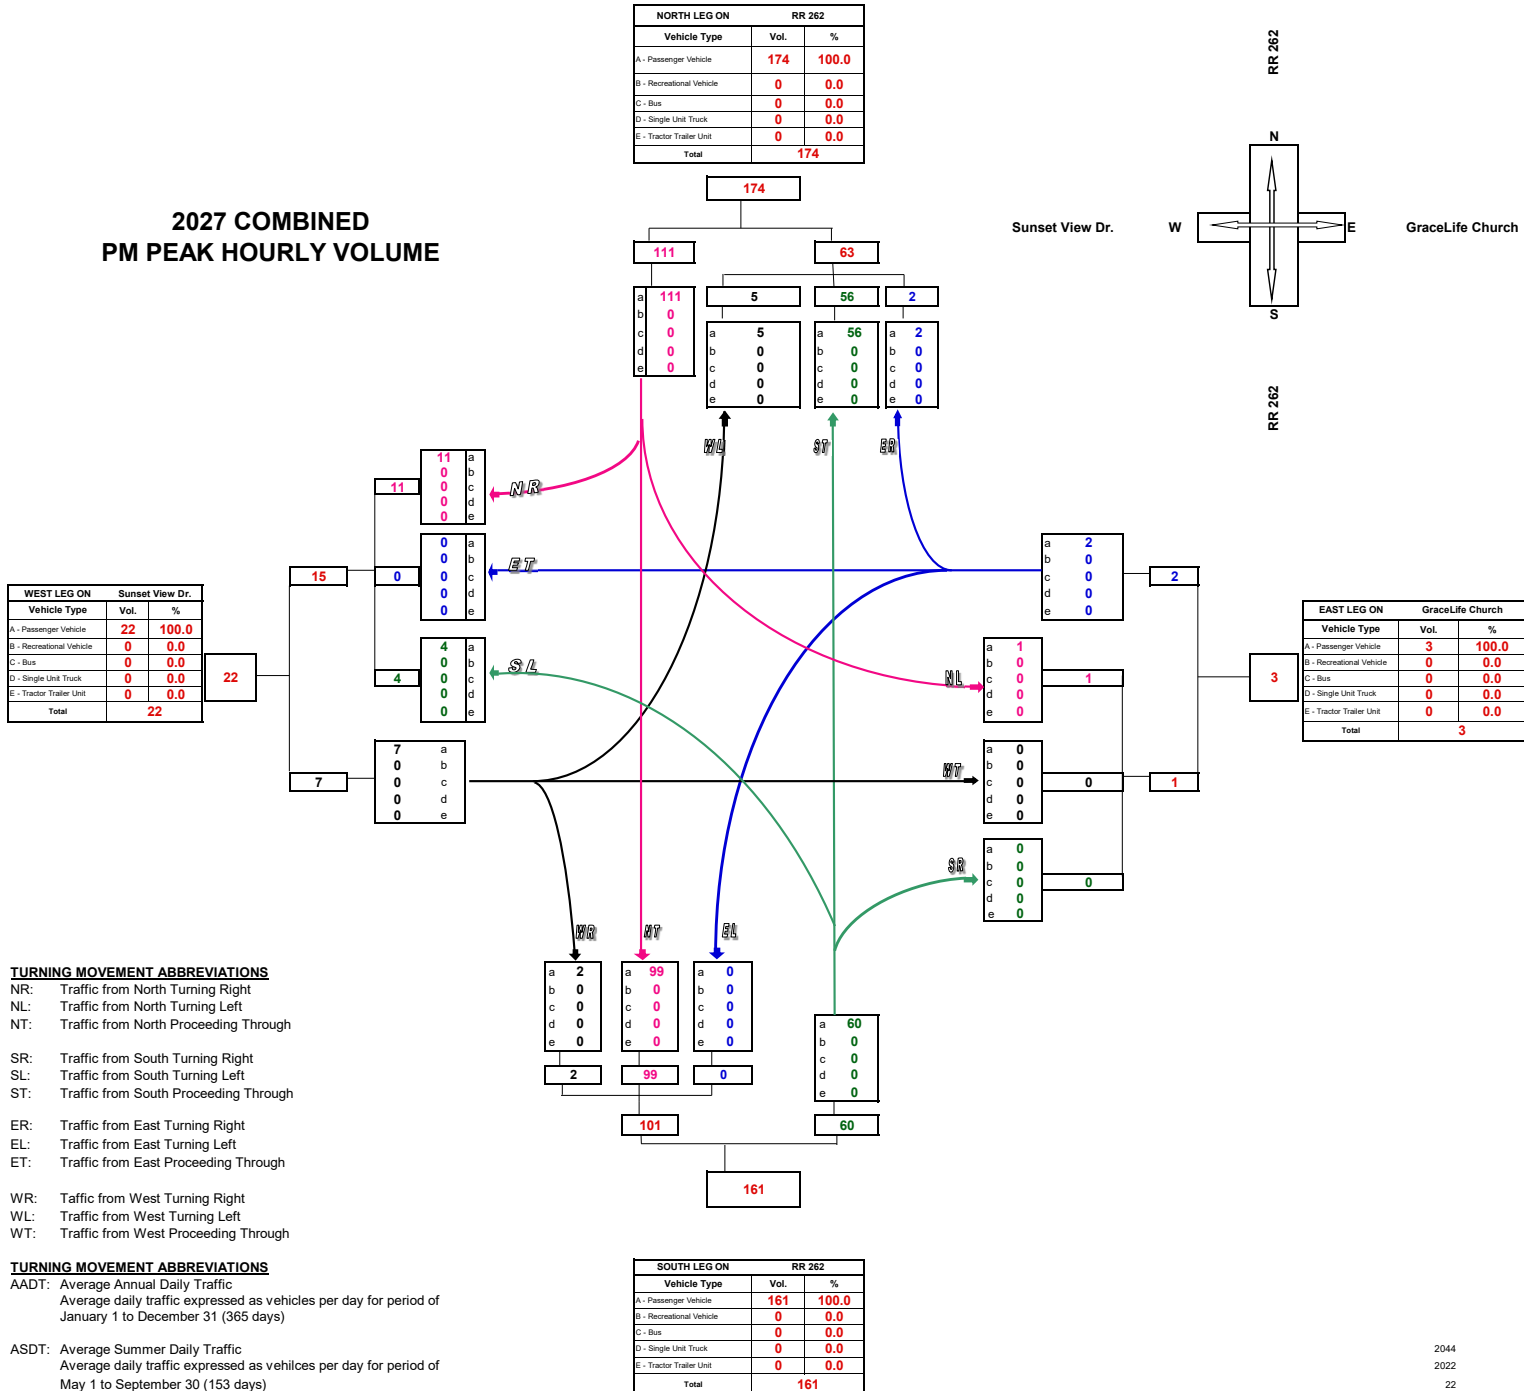 NORTH LEG ON RR 262
Vehicle Type Vol. %
A - Passenger Vehicle 174 100.0
B - Recreational Vehicle 0 0.0
C - Bus 0 0.0
D - Single Unit Truck 0 0.0
E - Tractor Trailer Unit 0 0.0
Total 174
174
2027 COMBINED
PM PEAK HOURLY VOLUME
RR 262
N
Sunset View Dr. W E GraceLife Church
S
RR 262
111 63
5 56 2
a 111
b 0
c 0
d 0
e 0
a 5
b 0
c 0
d 0
e 0
a 56
b 0
c 0
d 0
e 0
a 2
b 0
c 0
d 0
e 0
WL ST ER
11
11 a
0 b
0 c
0 d
0 e
NR
15 0
0 a
0 b
0 c
0 d
0 e
ET
4
4 a
0 b
0 c
0 d
0 e
SL
WEST LEG ON Sunset View Dr.
Vehicle Type Vol. %
A - Passenger Vehicle 22 100.0
B - Recreational Vehicle 0 0.0
C - Bus 0 0.0
D - Single Unit Truck 0 0.0
E - Tractor Trailer Unit 0 0.0
Total 22
22
7
7 a
0 b
0 c
0 d
0 e
a 2
b 0
c 0
d 0
e 0
2
EAST LEG ON GraceLife Church
Vehicle Type Vol. %
A - Passenger Vehicle 3 100.0
B - Recreational Vehicle 0 0.0
C - Bus 0 0.0
D - Single Unit Truck 0 0.0
E - Tractor Trailer Unit 0 0.0
Total 3
3
NL
a 1
b 0
c 0
d 0
e 0
1
WT
a 0
b 0
c 0
d 0
e 0
0 1
SR
a 0
b 0
c 0
d 0
e 0
0
WR NT EL
a 2
b 0
c 0
d 0
e 0
a 99
b 0
c 0
d 0
e 0
a 0
b 0
c 0
d 0
e 0
a 60
b 0
c 0
d 0
e 0
2 99 0
101 60
161
TURNING MOVEMENT ABBREVIATIONS
NR: Traffic from North Turning Right
NL: Traffic from North Turning Left
NT: Traffic from North Proceeding Through
SR: Traffic from South Turning Right
SL: Traffic from South Turning Left
ST: Traffic from South Proceeding Through
ER: Traffic from East Turning Right
EL: Traffic from East Turning Left
ET: Traffic from East Proceeding Through
WR: Taffic from West Turning Right
WL: Traffic from West Turning Left
WT: Traffic from West Proceeding Through
TURNING MOVEMENT ABBREVIATIONS
AADT: Average Annual Daily Traffic
Average daily traffic expressed as vehicles per day for period of
January 1 to December 31 (365 days)
ASDT: Average Summer Daily Traffic
Average daily traffic expressed as vehilces per day for period of
May 1 to September 30 (153 days)
SOUTH LEG ON RR 262
Vehicle Type Vol. %
A - Passenger Vehicle 161 100.0
B - Recreational Vehicle 0 0.0
C - Bus 0 0.0
D - Single Unit Truck 0 0.0
E - Tractor Trailer Unit 0 0.0
Total 161
2044
2022
22